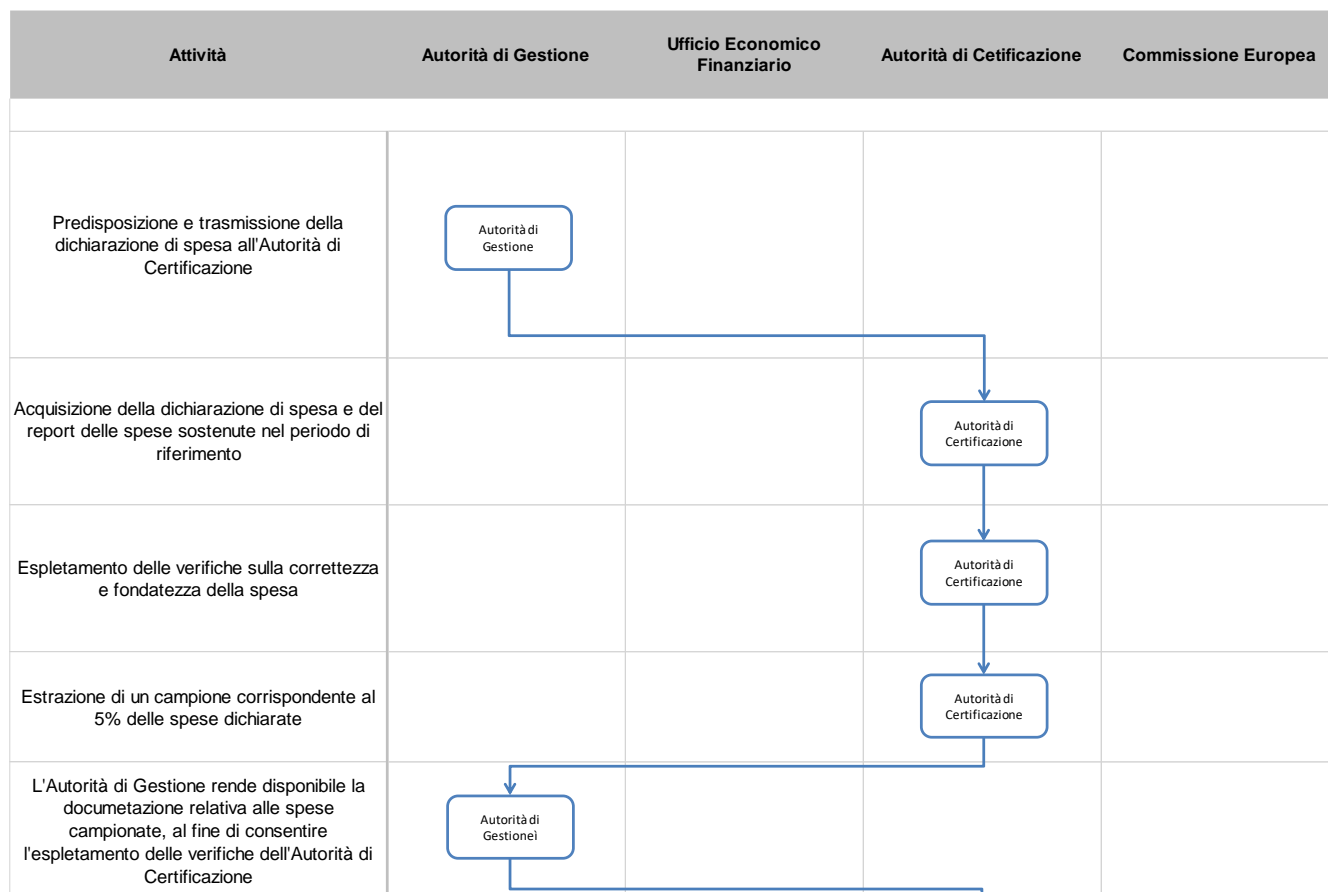 Attività
Autorità di Gestione
Ufficio Economico
Finanziario
Autorità di Cetificazione
Commissione Europea
Predisposizione e trasmissione della
dichiarazione di spesa all'Autorità di
Certificazione
Autorità di
Gestione
Acquisizione della dichiarazione di spesa e del
report delle spese sostenute nel periodo di
riferimento
Autorità di
Certificazione
Espletamento delle verifiche sulla correttezza
e fondatezza della spesa
Autorità di
Certificazione
Estrazione di un campione corrispondente al
5% delle spese dichiarate
Autorità di
Certificazione
L'Autorità di Gestione rende disponibile la
documetazione relativa alle spese
campionate, al fine di consentire
l'espletamento delle verifiche dell'Autorità di
Certificazione
Autorità di
Gestioneì